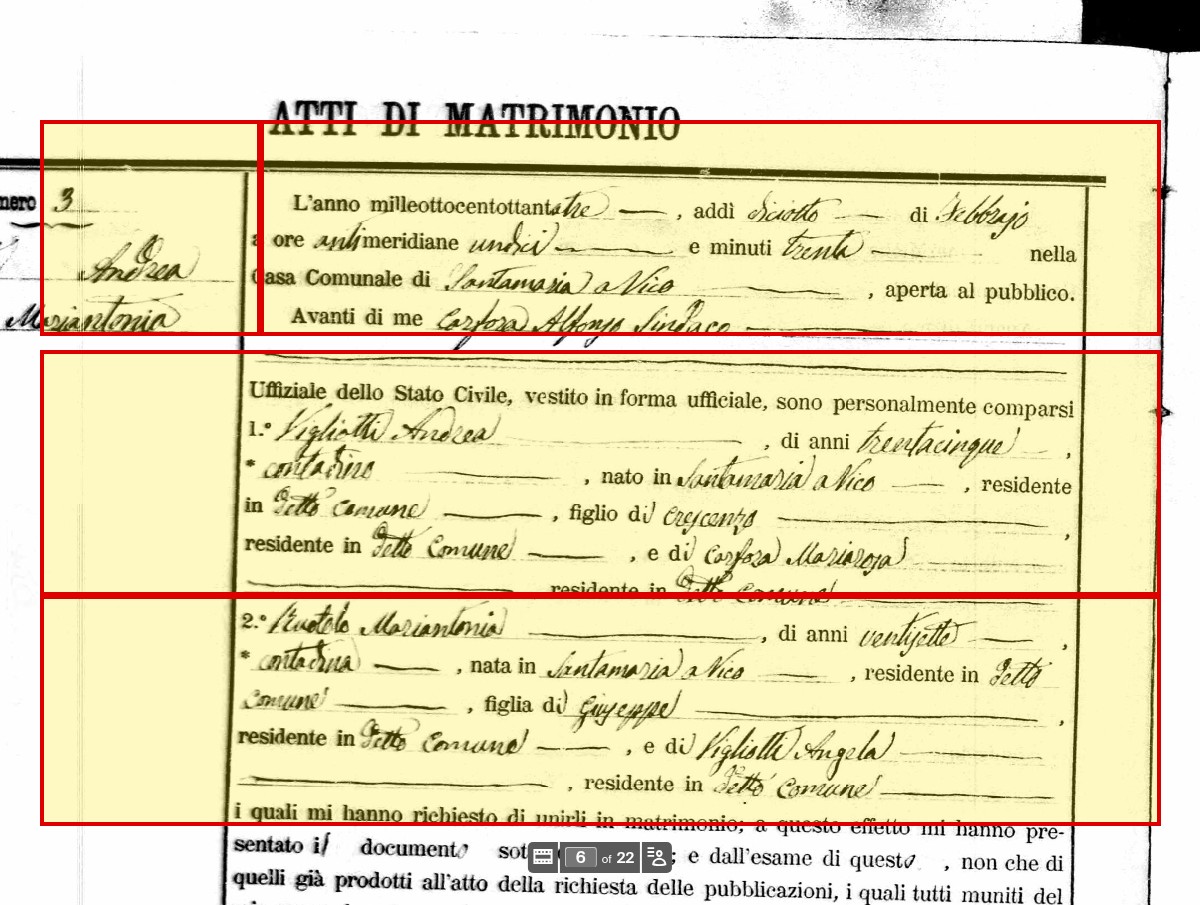 ATTI DI MATRIMONIO
mero 3
Andrea
Mariantonia
L'anno milleottocentottantatre, addì diciotto di Febbrajo
a ore antimeridiane undici e minuti trenta nella
Casa Comunale di Santamaria a Vico, aperta al pubblico.
Avanti di me Carfora Alfonso Sindaco
Uffiziale dello Stato Civile, vestito in forma ufficiale, sono personalmente comparsi
1.° Vigliotti Andrea, di anni trentacinque,
* contadino, nato in Santamaria a Vico, residente
in detto Comune, figlio di Crescenzo,
residente in detto Comune, e di Carfora Mariarosa
residente in detto Comune
2.° Ruotolo Mariantonia, di anni ventisette,
* contadina, nata in Santamaria a Vico, residente in detto
Comune, figlia di Giuseppe,
residente in detto Comune, e di Vigliotti Angela
, residente in detto Comune
i quali mi hanno richiesto di unirli in matrimonio; a questo effetto mi hanno pre-
sentato il documento sot ; e dall'esame di questo, non che di
quelli già prodotti all'atto della richiesta delle pubblicazioni, i quali tutti muniti del
6 of 22